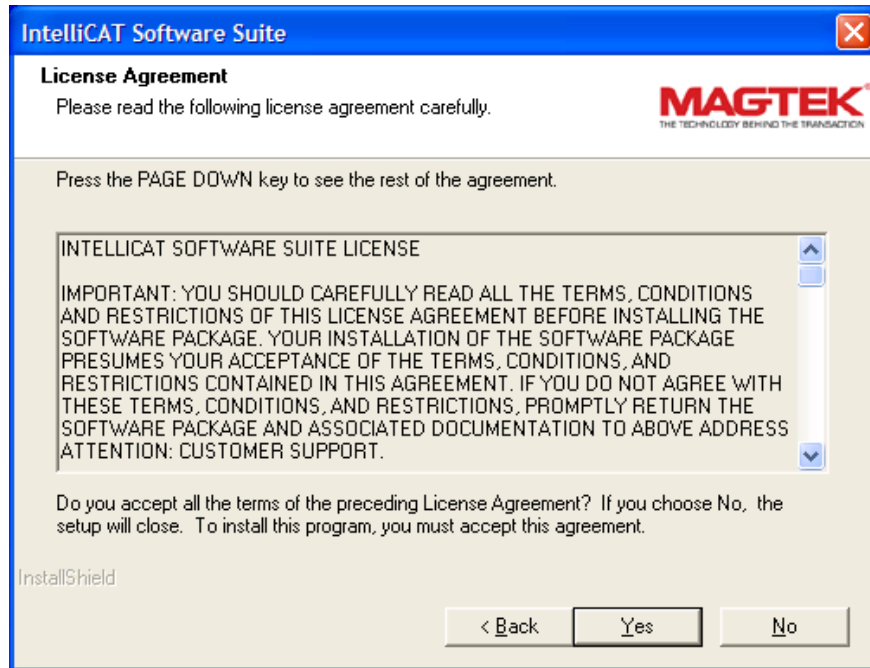 IntelliCAT Software Suite
License Agreement
Please read the following license agreement carefully.
MAGTEK®
THE TECHNOLOGY BEHIND THE TRANSACTION
Press the PAGE DOWN key to see the rest of the agreement.
INTELLICAT SOFTWARE SUITE LICENSE
IMPORTANT: YOU SHOULD CAREFULLY READ ALL THE TERMS, CONDITIONS
AND RESTRICTIONS OF THIS LICENSE AGREEMENT BEFORE INSTALLING THE
SOFTWARE PACKAGE. YOUR INSTALLATION OF THE SOFTWARE PACKAGE
PRESUMES YOUR ACCEPTANCE OF THE TERMS, CONDITIONS, AND
RESTRICTIONS CONTAINED IN THIS AGREEMENT. IF YOU DO NOT AGREE WITH
THESE TERMS, CONDITIONS, AND RESTRICTIONS, PROMPTLY RETURN THE
SOFTWARE PACKAGE AND ASSOCIATED DOCUMENTATION TO ABOVE ADDRESS
ATTENTION: CUSTOMER SUPPORT.
Do you accept all the terms of the preceding License Agreement? If you choose No, the
setup will close. To install this program, you must accept this agreement.
InstallShield
< Back
Yes
No